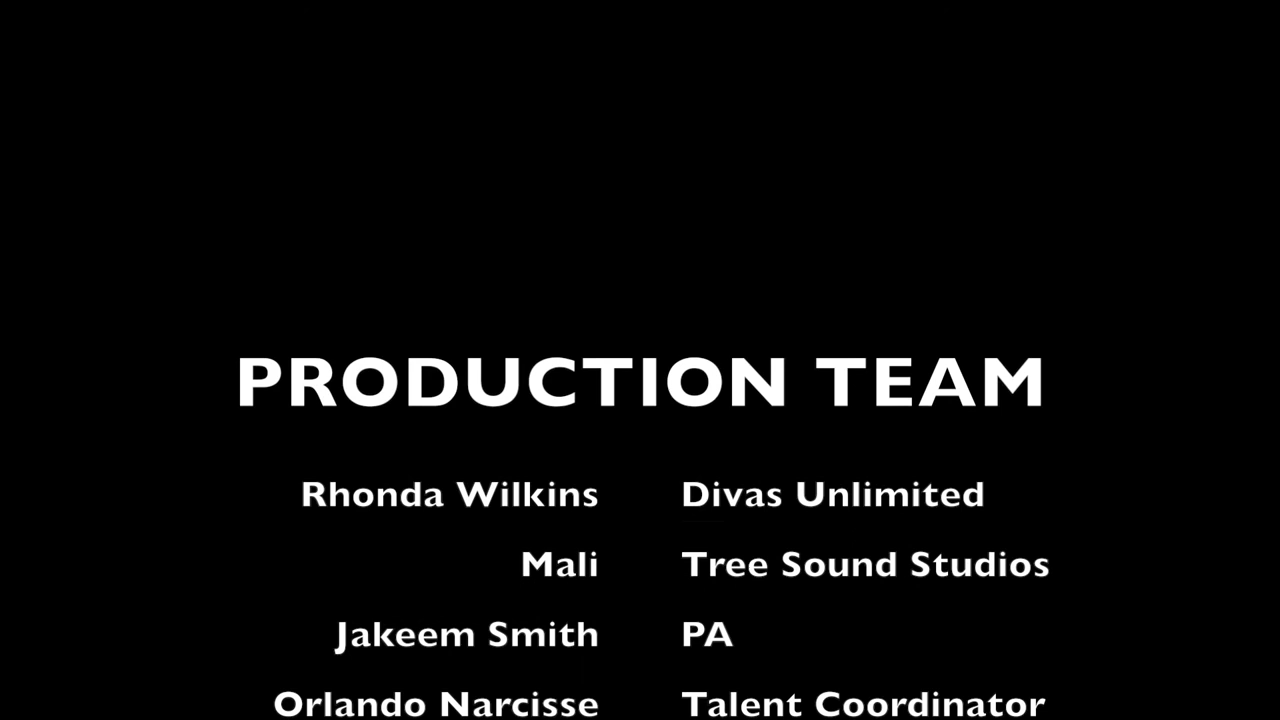 PRODUCTION TEAM
Rhonda Wilkins Divas Unlimited
Mali Tree Sound Studios
Jakeem Smith PA
Orlando Narcisse Talent Coordinator